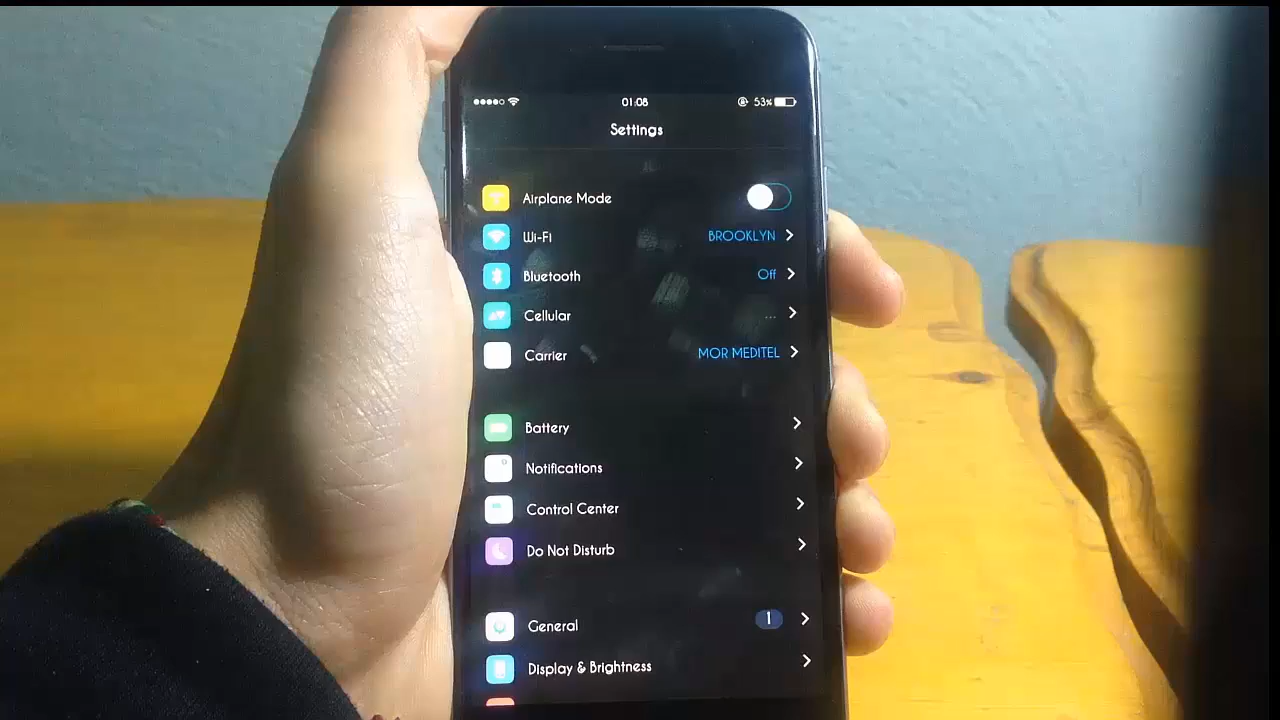 01:08 53%
Settings
Airplane Mode
Wi-Fi BROOKLYN
Bluetooth Off
Cellular ...
Carrier MOR MEDITEL
Battery
Notifications
Control Center
Do Not Disturb
General 1
Display & Brightness